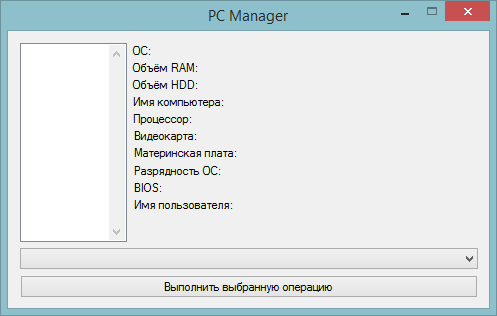 PC Manager
ОС:
Объём RAM:
Объём HDD:
Имя компьютера:
Процессор:
Видеокарта:
Материнская плата:
Разрядность ОС:
BIOS:
Имя пользователя:
Выполнить выбранную операцию